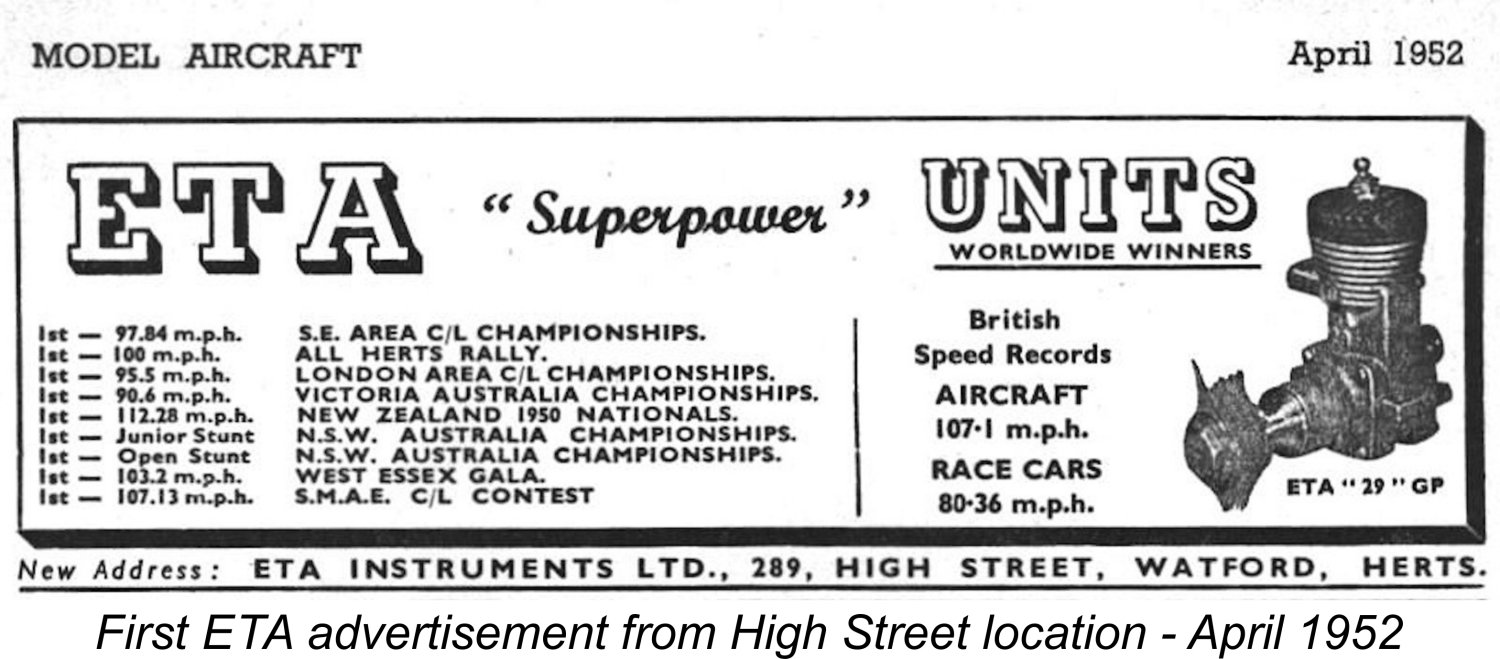 MODEL AIRCRAFT
April 1952
ETA "Superpower" UNITS
WORLDWIDE WINNERS
1st — 97.84 m.p.h. S.E. AREA C/L CHAMPIONSHIPS.
1st — 100 m.p.h. ALL HERTS RALLY.
1st — 95.5 m.p.h. LONDON AREA C/L CHAMPIONSHIPS.
1st — 90.6 m.p.h. VICTORIA AUSTRALIA CHAMPIONSHIPS.
1st — 112.28 m.p.h. NEW ZEALAND 1950 NATIONALS.
1st — Junior Stunt N.S.W. AUSTRALIA CHAMPIONSHIPS.
1st — Open Stunt N.S.W. AUSTRALIA CHAMPIONSHIPS.
1st — 103.2 m.p.h. WEST ESSEX GALA.
1st — 107.13 m.p.h. S.M.A.E. C/L CONTEST
British
Speed Records
AIRCRAFT
107·1 m.p.h.
RACE CARS
80·36 m.p.h.
ETA "29" GP
New Address: ETA INSTRUMENTS LTD., 289, HIGH STREET, WATFORD, HERTS.
First ETA advertisement from High Street location - April 1952